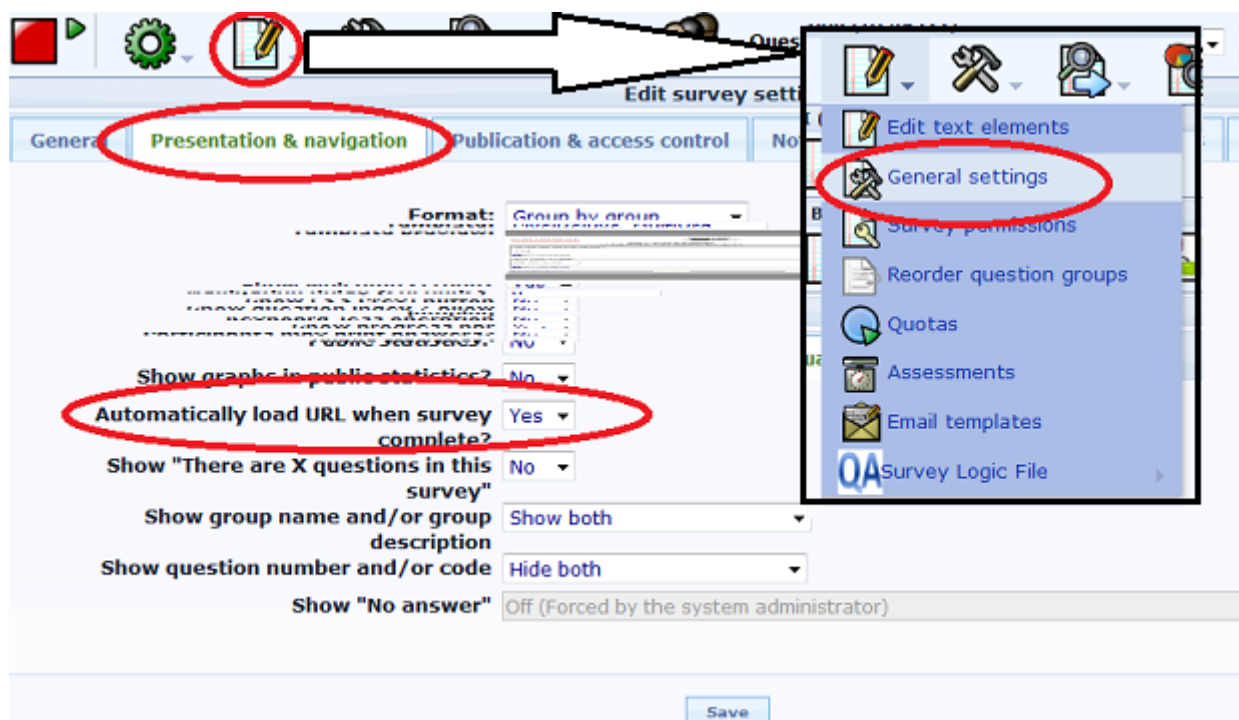 Edit survey setti
General
Presentation & navigation
Publication & access control
Format: Group by group
Public statistics? No
Show graphs in public statistics? No
Automatically load URL when survey complete? Yes
Show "There are X questions in this survey" No
Show group name and/or group description Show both
Show question number and/or code Hide both
Show "No answer" Off (Forced by the system administrator)
Save
Edit text elements
General settings
Survey permissions
Reorder question groups
Quotas
Assessments
Email templates
QA Survey Logic File